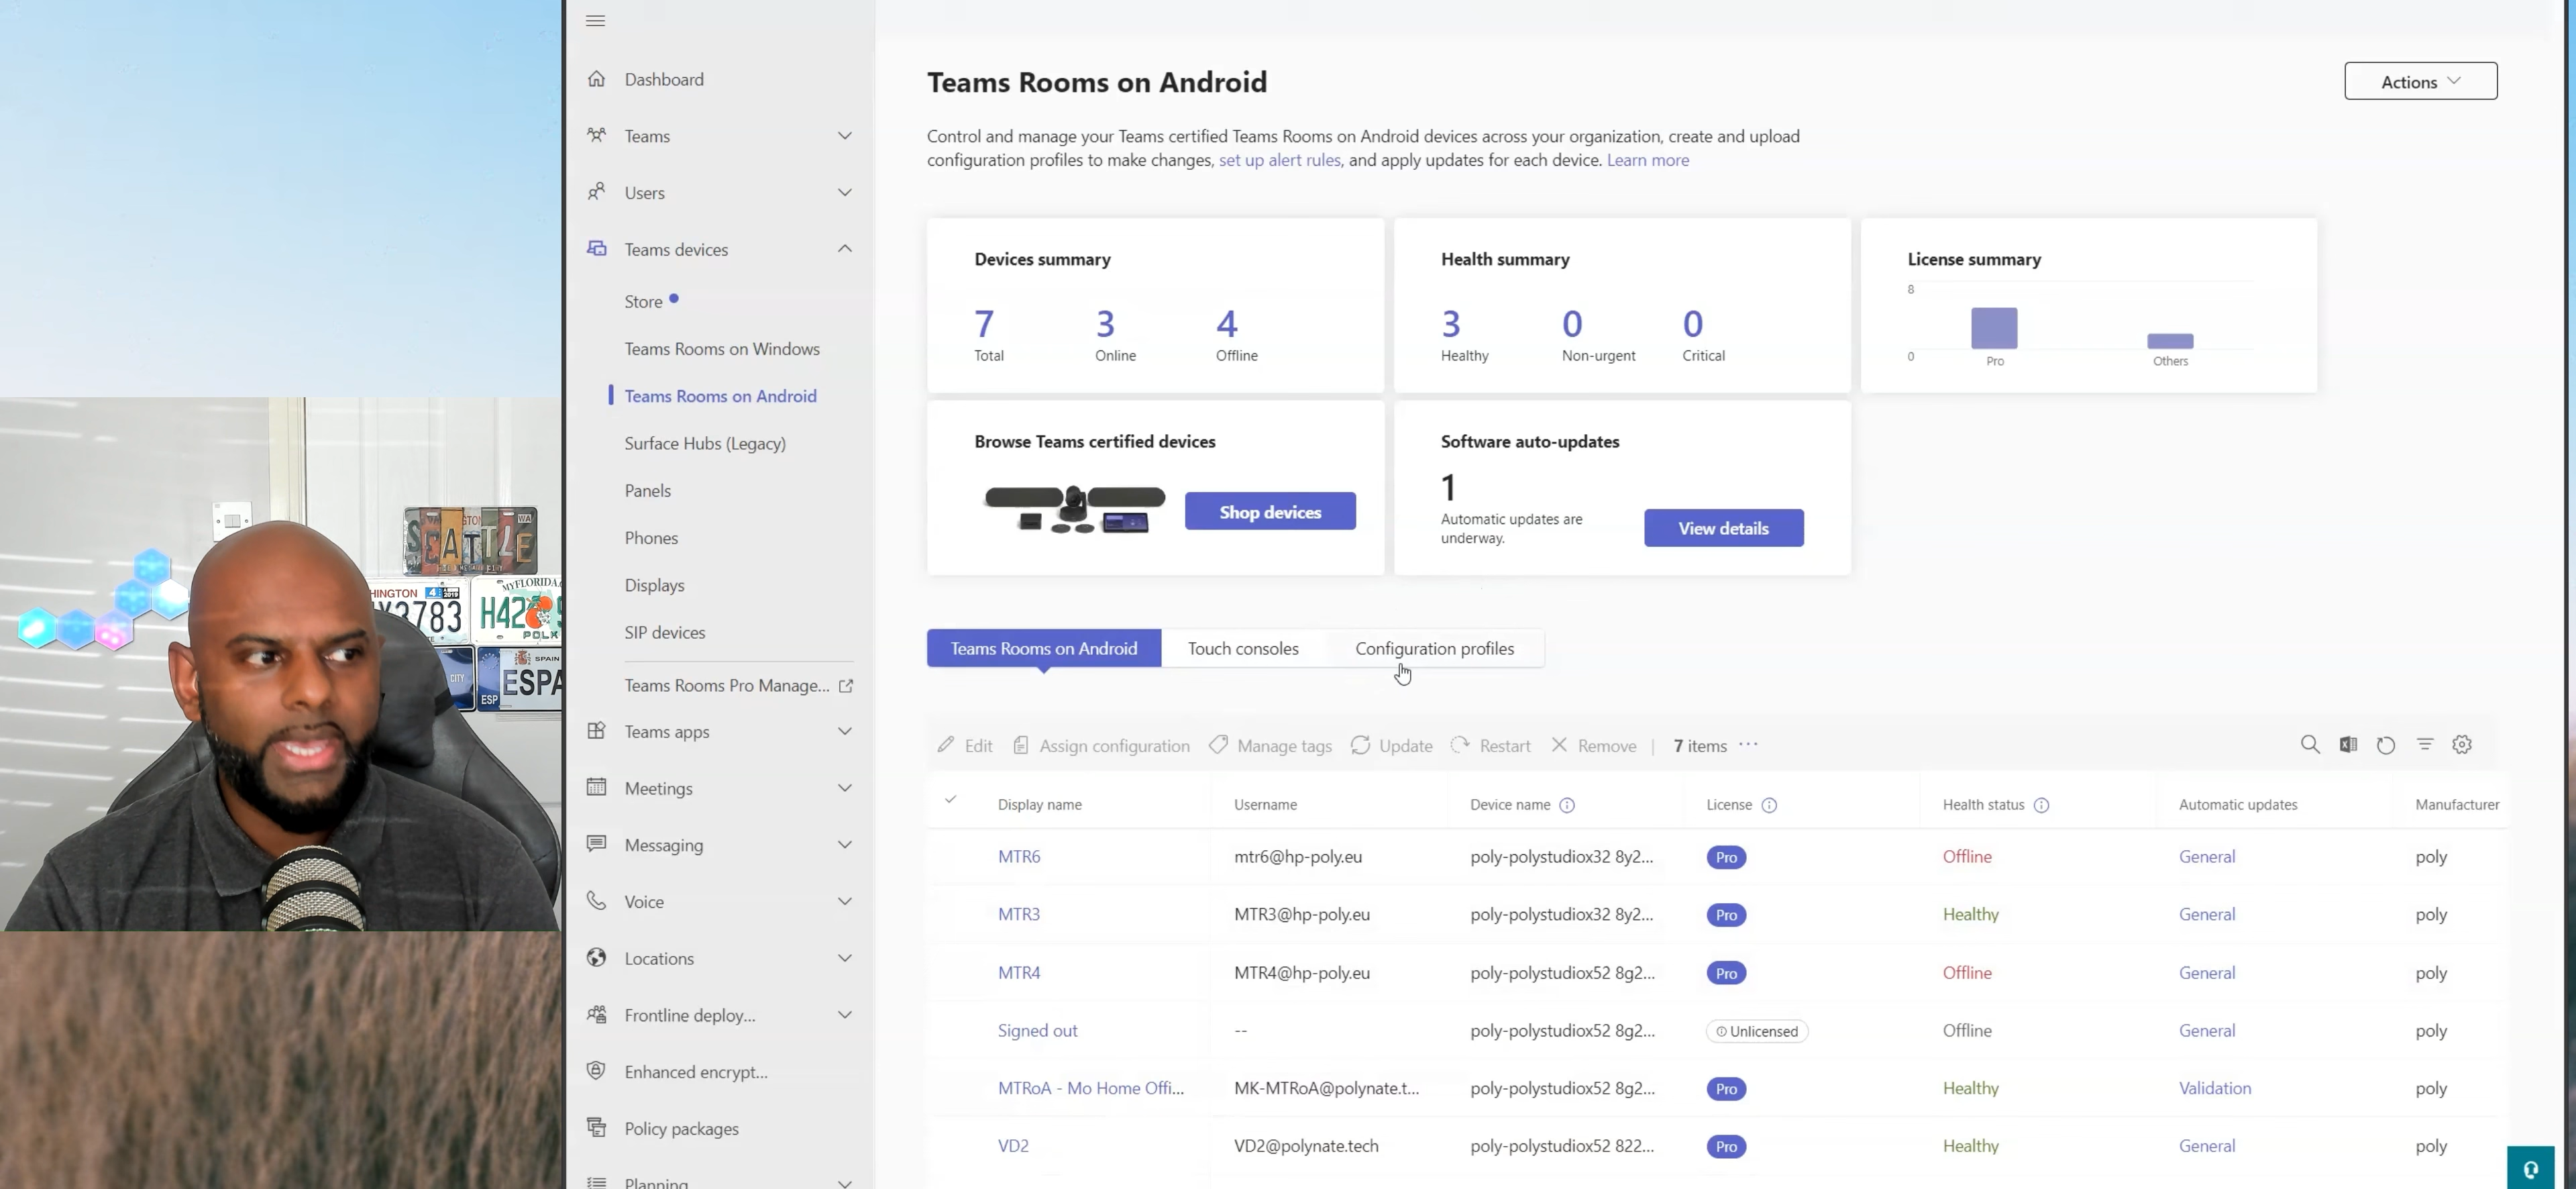 Dashboard
Teams
Users
Teams devices
Store
Teams Rooms on Windows
Teams Rooms on Android
Surface Hubs (Legacy)
Panels
Phones
Displays
SIP devices
Teams Rooms Pro Manage...
Teams apps
Meetings
Messaging
Voice
Locations
Frontline deploy...
Enhanced encrypt...
Policy packages
Planning
Teams Rooms on Android
Actions
Control and manage your Teams certified Teams Rooms on Android devices across your organization, create and upload
configuration profiles to make changes, set up alert rules, and apply updates for each device. Learn more
Devices summary
7 3 4
Total Online Offline
Health summary
3 0 0
Healthy Non-urgent Critical
License summary
8
0
Pro Others
Browse Teams certified devices
Shop devices
Software auto-updates
1
Automatic updates are
underway.
View details
Teams Rooms on Android Touch consoles Configuration profiles
Edit Assign configuration Manage tags Update Restart Remove | 7 items ...
Display name Username Device name License Health status Automatic updates Manufacturer
MTR6 mtr6@hp-poly.eu poly-polystudiox32 8y2... Pro Offline General poly
MTR3 MTR3@hp-poly.eu poly-polystudiox32 8y2... Pro Healthy General poly
MTR4 MTR4@hp-poly.eu poly-polystudiox52 8g2... Pro Offline General poly
Signed out -- poly-polystudiox52 8g2... Unlicensed Offline General poly
MTRoA - Mo Home Offi... MK-MTRoA@polynate.t... poly-polystudiox52 8g2... Pro Healthy Validation poly
VD2 VD2@polynate.tech poly-polystudiox52 822... Pro Healthy General poly
SEATTLE
WA
HINGTON
3783
MYFLORIDA
H42
POLK
CITY
SPAIN
ESP
ESPA